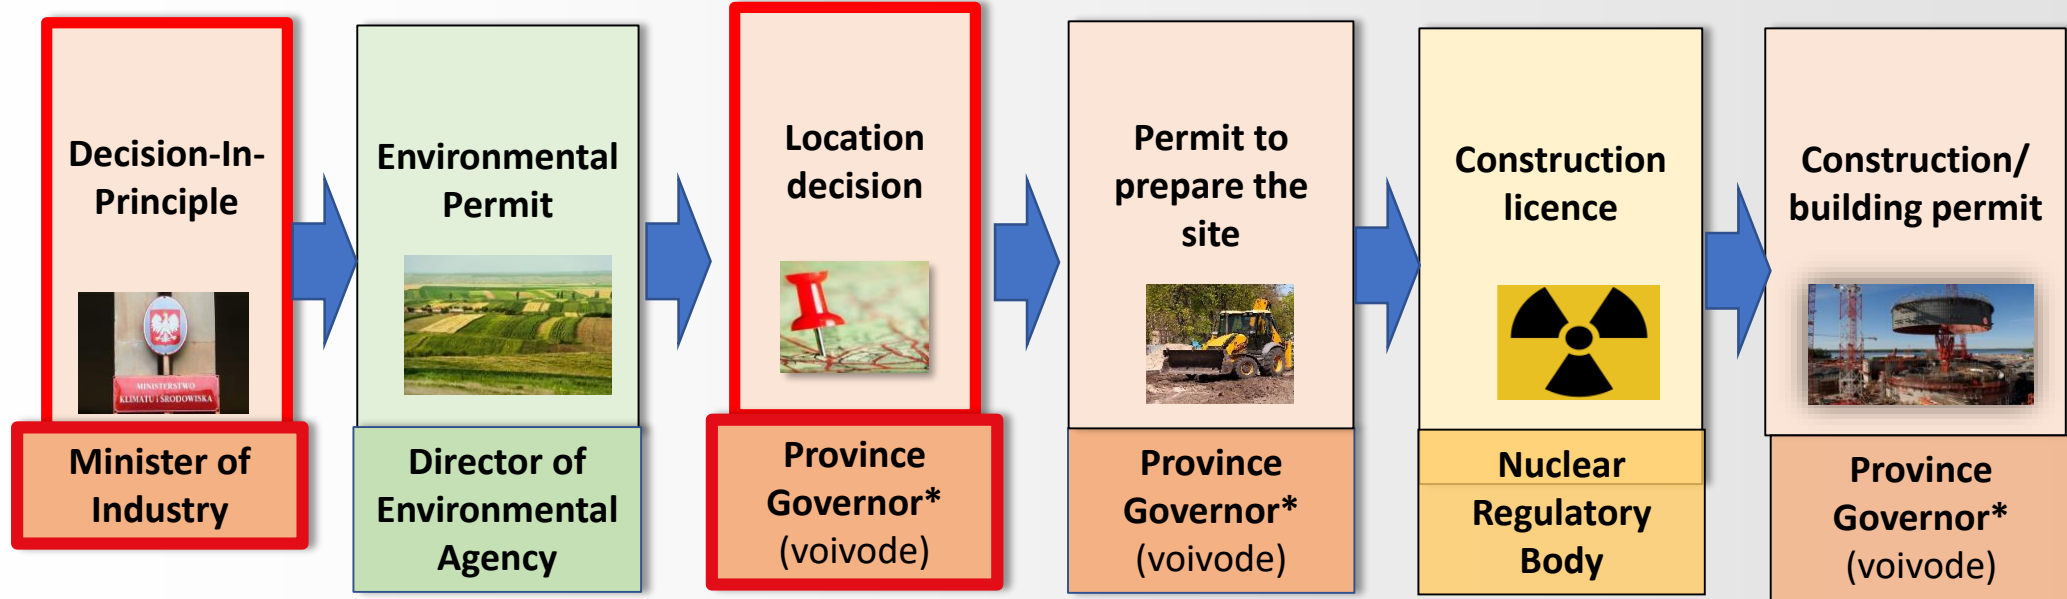 Decision-In-
Principle
MINISTERSTWO
KLIMATU i ŚRODOWISKA
Minister of
Industry
Environmental
Permit
Director of
Environmental
Agency
Location
decision
Province
Governor*
(voivode)
Permit to
prepare the
site
Province
Governor*
(voivode)
Construction
licence
Nuclear
Regulatory
Body
Construction/
building permit
Province
Governor*
(voivode)